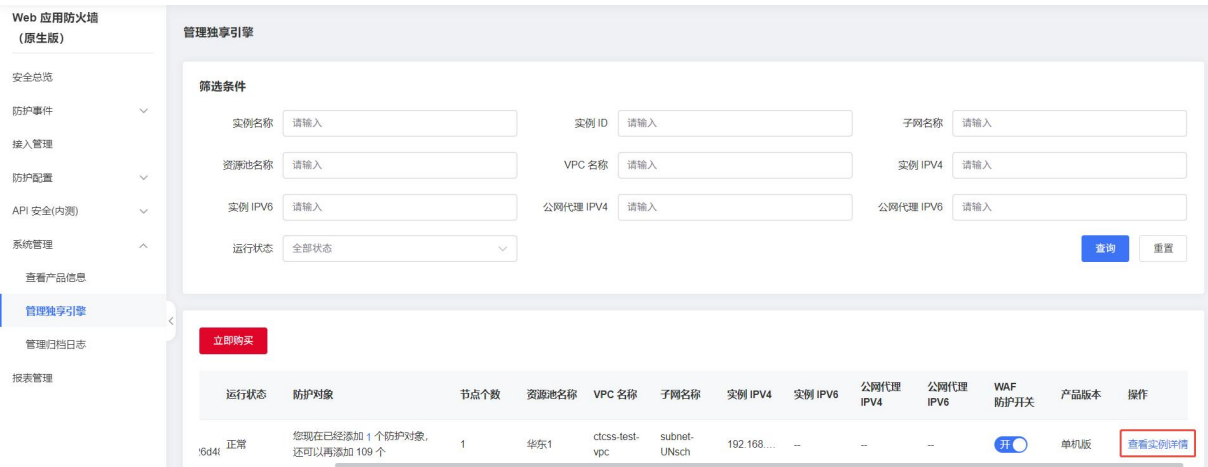 Web 应用防火墙
（原生版）
安全总览
防护事件
接入管理
防护配置
API 安全(内测)
系统管理
查看产品信息
管理独享引擎
管理归档日志
报表管理
管理独享引擎
筛选条件
实例名称 请输入 实例 ID 请输入 子网名称 请输入
资源池名称 请输入 VPC 名称 请输入 实例 IPV4 请输入
实例 IPV6 请输入 公网代理 IPV4 请输入 公网代理 IPV6 请输入
运行状态 全部状态 查询 重置
立即购买
运行状态 防护对象 节点个数 资源池名称 VPC 名称 子网名称 实例 IPV4 实例 IPV6 公网代理 IPV4 公网代理 IPV6 WAF 防护开关 产品版本 操作
正常 您现在已经添加 1 个防护对象, 1 华东1 ctcss-test- subnet- 192.168.... -- -- -- 开 单机版 查看实例详情
还可以再添加 109 个 vpc UNsch